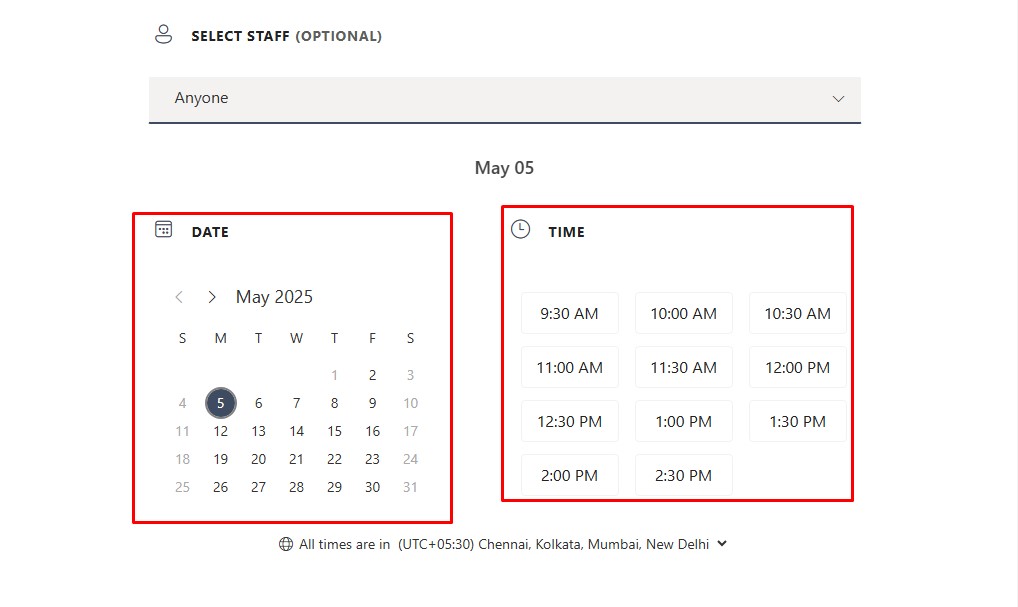 SELECT STAFF (OPTIONAL)
Anyone
May 05
DATE
May 2025
S M T W T F S
1 2 3
4 5 6 7 8 9 10
11 12 13 14 15 16 17
18 19 20 21 22 23 24
25 26 27 28 29 30 31
TIME
9:30 AM 10:00 AM 10:30 AM
11:00 AM 11:30 AM 12:00 PM
12:30 PM 1:00 PM 1:30 PM
2:00 PM 2:30 PM
All times are in (UTC+05:30) Chennai, Kolkata, Mumbai, New Delhi